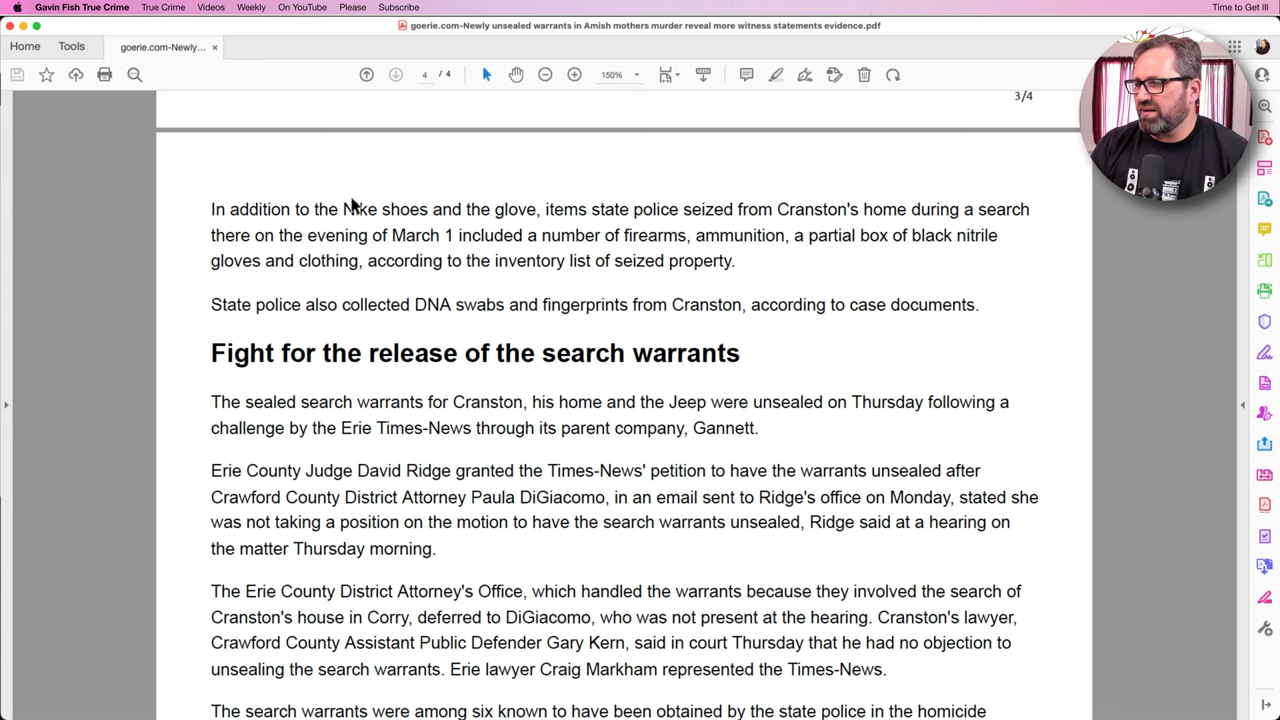 Gavin Fish True Crime True Crime Videos Weekly On YouTube Please Subscribe Time to Get Ill
goerie.com-Newly unsealed warrants in Amish mothers murder reveal more witness statements evidence.pdf
Home Tools goerie.com-Newly... ×
4 / 4 150%
3/4
In addition to the Nike shoes and the glove, items state police seized from Cranston's home during a search
there on the evening of March 1 included a number of firearms, ammunition, a partial box of black nitrile
gloves and clothing, according to the inventory list of seized property.
State police also collected DNA swabs and fingerprints from Cranston, according to case documents.
Fight for the release of the search warrants
The sealed search warrants for Cranston, his home and the Jeep were unsealed on Thursday following a
challenge by the Erie Times-News through its parent company, Gannett.
Erie County Judge David Ridge granted the Times-News' petition to have the warrants unsealed after
Crawford County District Attorney Paula DiGiacomo, in an email sent to Ridge's office on Monday, stated she
was not taking a position on the motion to have the search warrants unsealed, Ridge said at a hearing on
the matter Thursday morning.
The Erie County District Attorney's Office, which handled the warrants because they involved the search of
Cranston's house in Corry, deferred to DiGiacomo, who was not present at the hearing. Cranston's lawyer,
Crawford County Assistant Public Defender Gary Kern, said in court Thursday that he had no objection to
unsealing the search warrants. Erie lawyer Craig Markham represented the Times-News.
The search warrants were among six known to have been obtained by the state police in the homicide